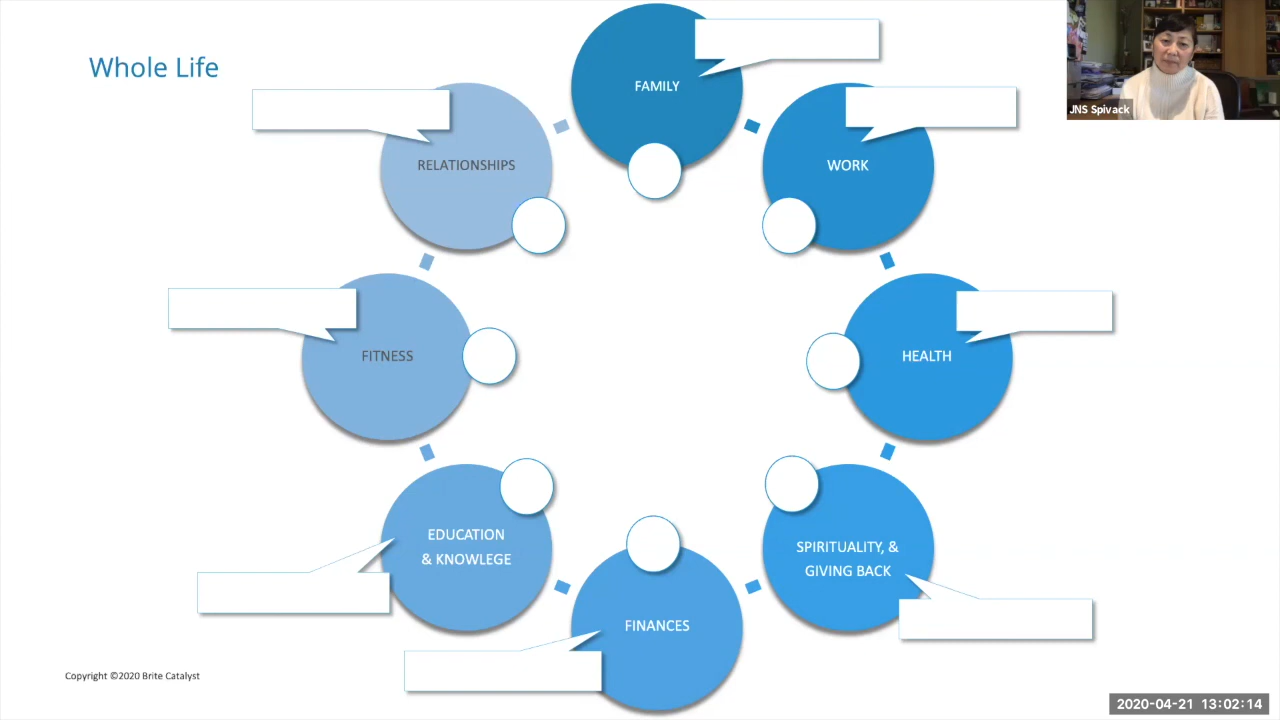 Whole Life
FAMILY
JNS Spivack
RELATIONSHIPS
WORK
FITNESS
HEALTH
EDUCATION
& KNOWLEGE
SPIRITUALITY, &
GIVING BACK
FINANCES
Copyright ©2020 Brite Catalyst
2020-04-21 13:02:14